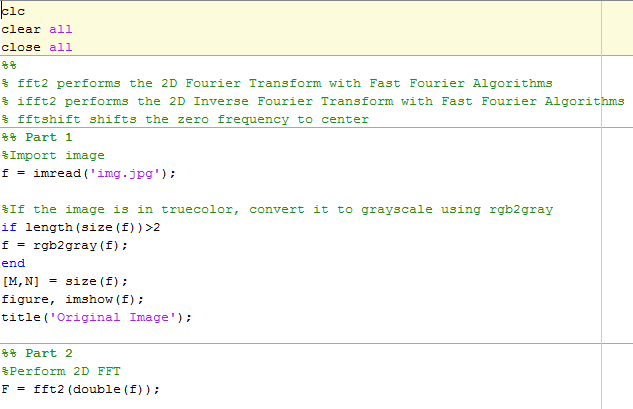 clc
clear all
close all
%%
% fft2 performs the 2D Fourier Transform with Fast Fourier Algorithms
% ifft2 performs the 2D Inverse Fourier Transform with Fast Fourier Algorithms
% fftshift shifts the zero frequency to center
%% Part 1
%Import image
f = imread('img.jpg');
%If the image is in truecolor, convert it to grayscale using rgb2gray
if length(size(f))>2
f = rgb2gray(f);
end
[M,N] = size(f);
figure, imshow(f);
title('Original Image');
%% Part 2
%Perform 2D FFT
F = fft2(double(f));